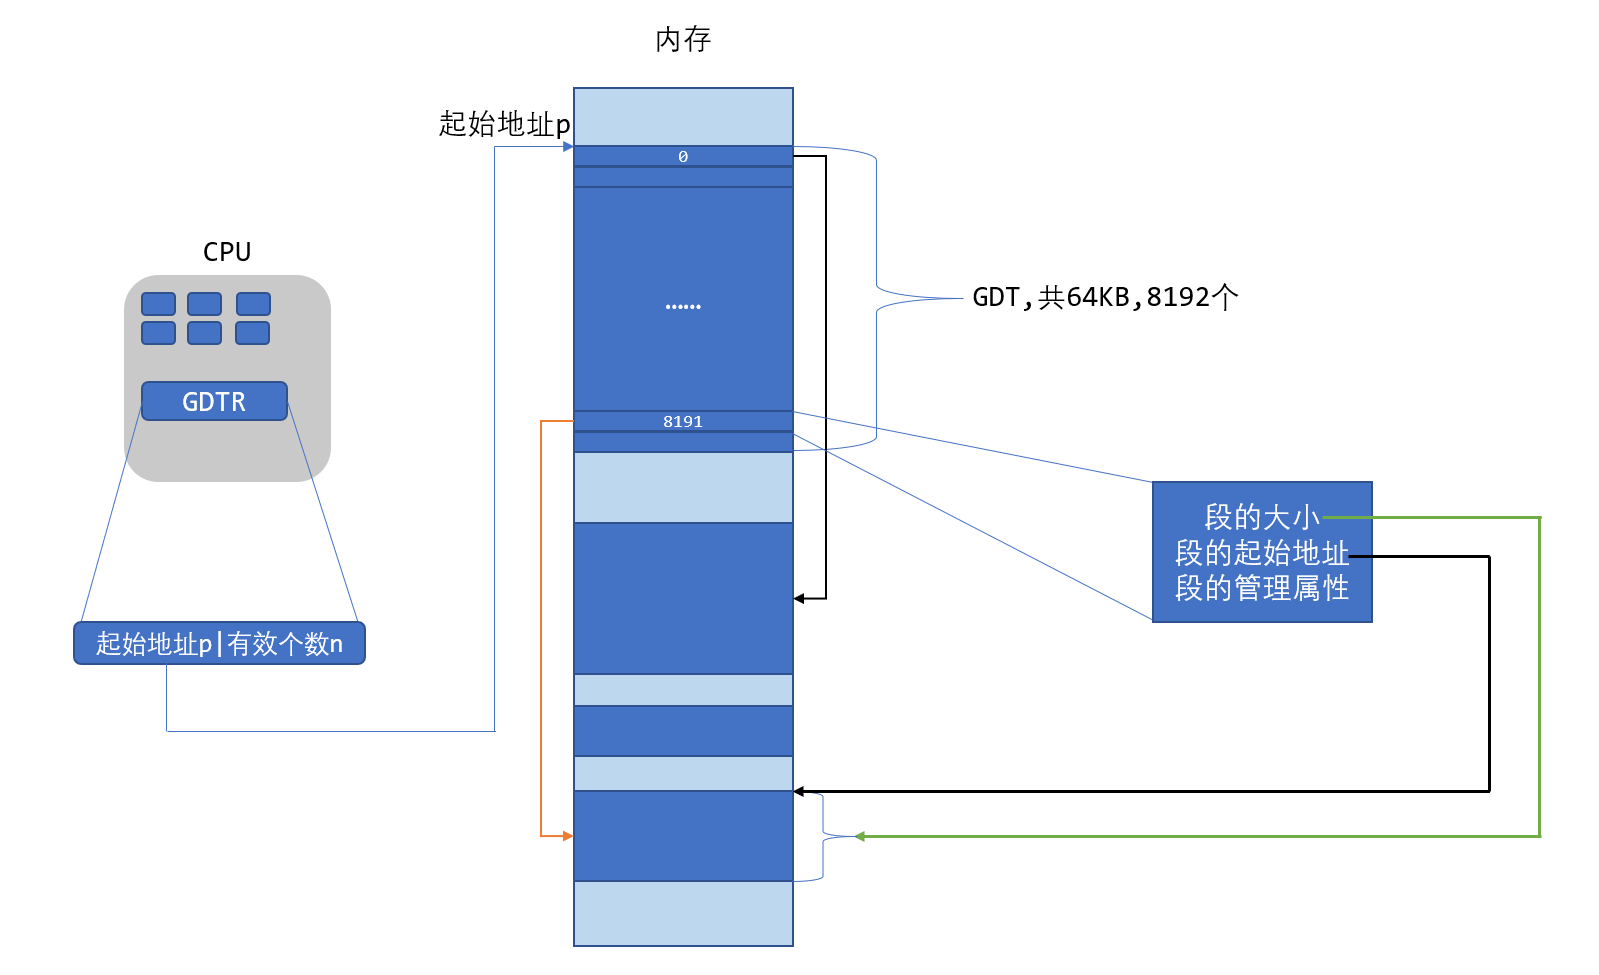 内存
起始地址p
0
CPU
……
GDT,共64KB,8192个
GDTR
8191
段的大小
段的起始地址
段的管理属性
起始地址p|有效个数n